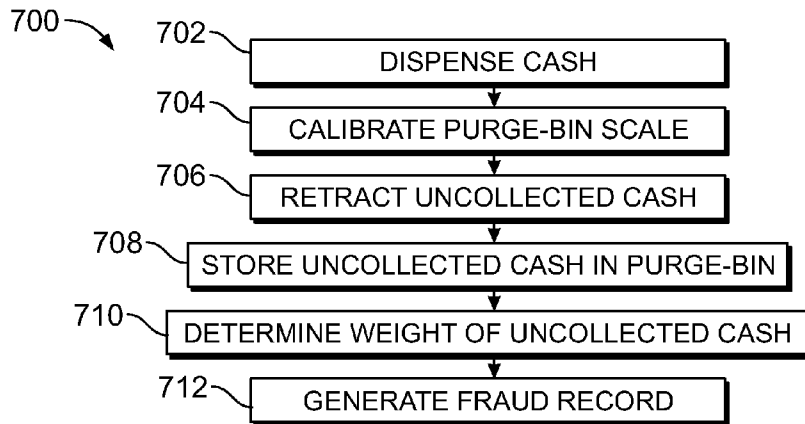 700
702
DISPENSE CASH
704
CALIBRATE PURGE-BIN SCALE
706
RETRACT UNCOLLECTED CASH
708
STORE UNCOLLECTED CASH IN PURGE-BIN
710
DETERMINE WEIGHT OF UNCOLLECTED CASH
712
GENERATE FRAUD RECORD